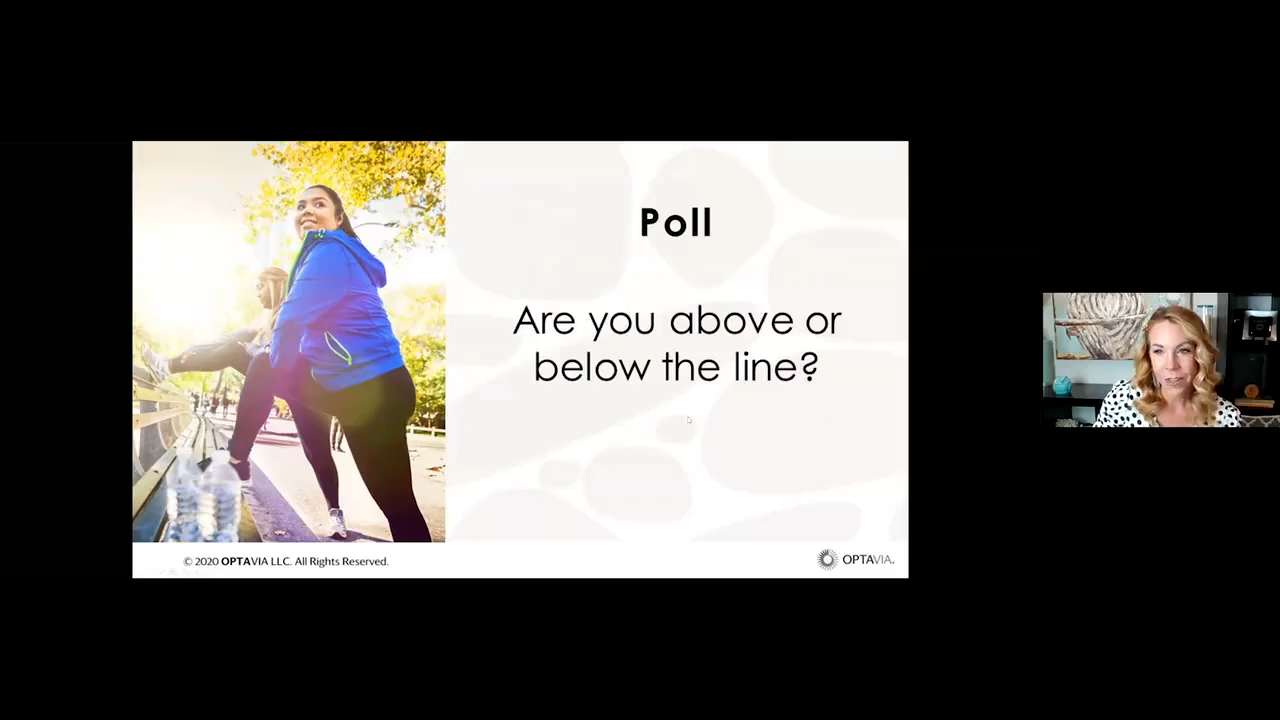 Poll
Are you above or
below the line?
© 2020 OPTAVIA LLC. All Rights Reserved.
OPTAVIA.